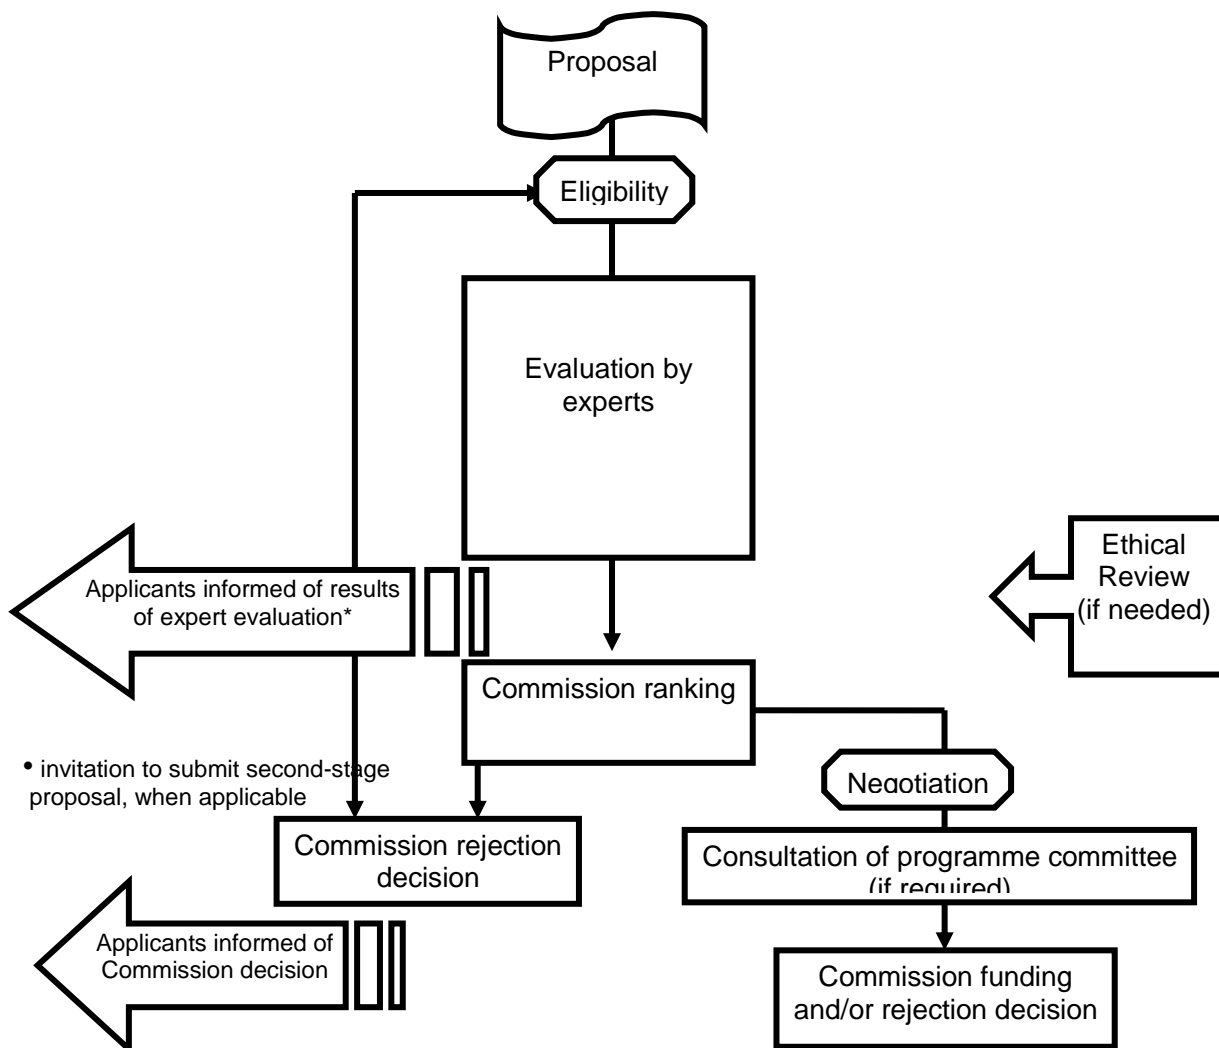 Proposal
Eligibility
Evaluation by
experts
Ethical
Review
(if needed)
Applicants informed of results
of expert evaluation*
Commission ranking
• invitation to submit second-stage
proposal, when applicable
Negotiation
Commission rejection
decision
Consultation of programme committee
(if required)
Applicants informed of
Commission decision
Commission funding
and/or rejection decision